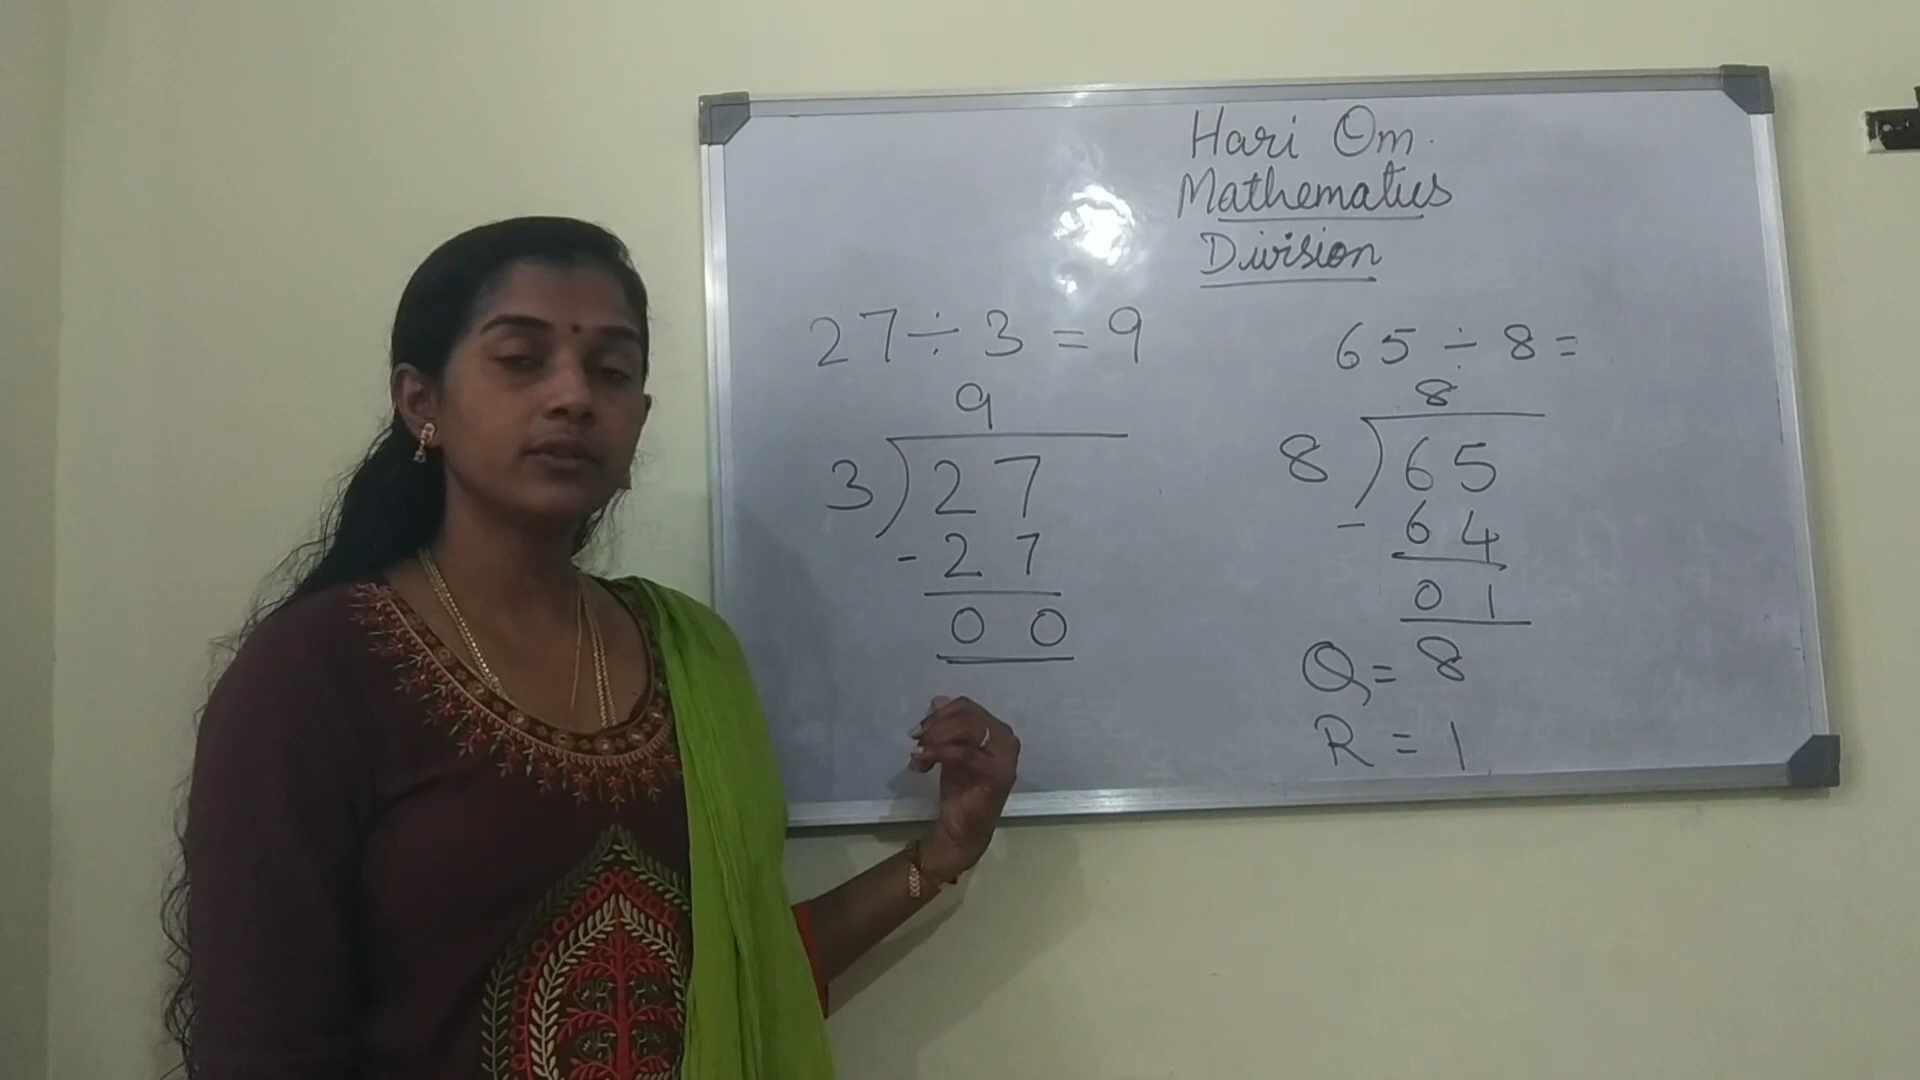 Hari Om.
Mathematics
Division
27 ÷ 3 = 9
9
3)27
- 27
00
65 ÷ 8 =
8
8)65
- 64
01
Q = 8
R = 1